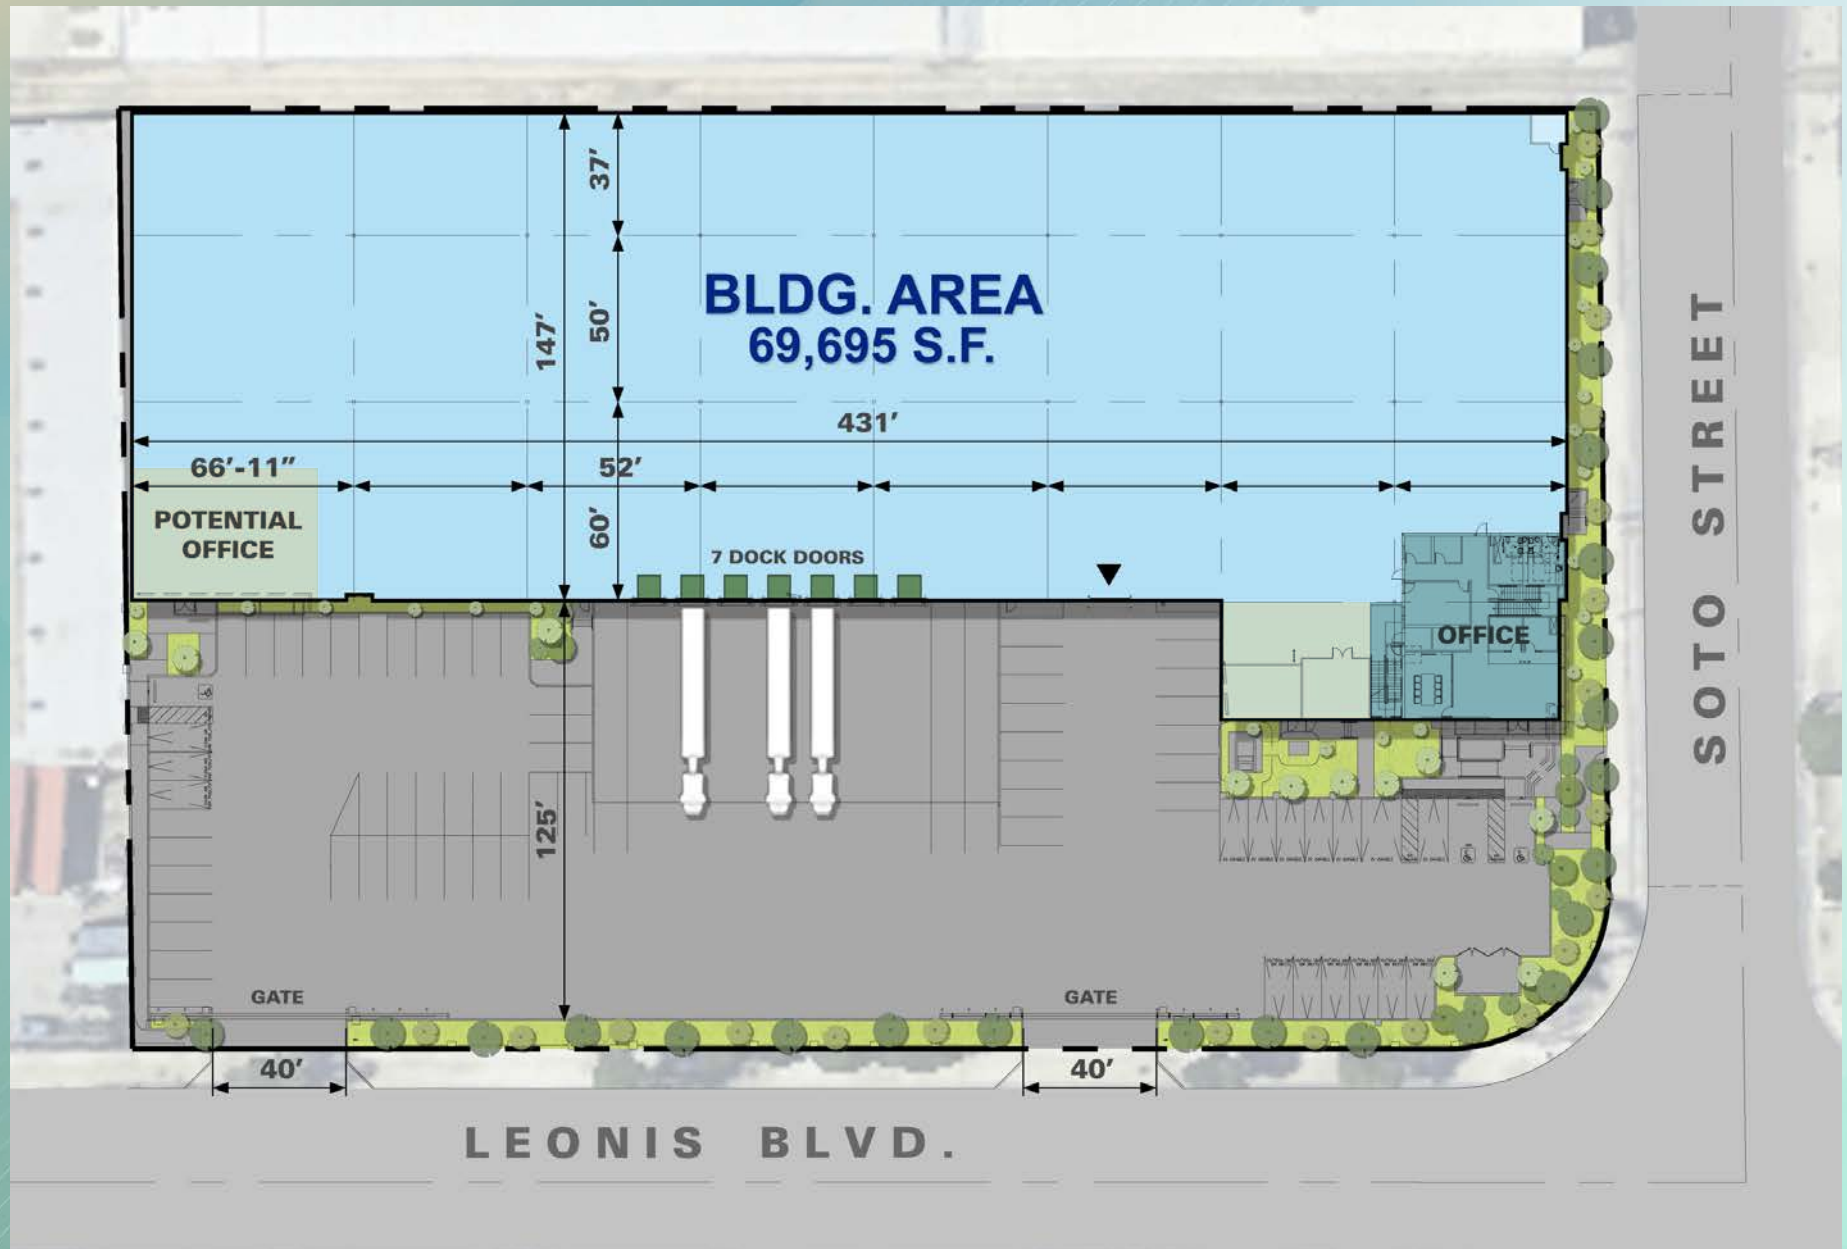 37'
BLDG. AREA
69,695 S.F.
50'
147'
431'
66'-11"
52'
60'
POTENTIAL
OFFICE
7 DOCK DOORS
OFFICE
125'
GATE
GATE
40'
40'
LEONIS BLVD.
SOTO STREET